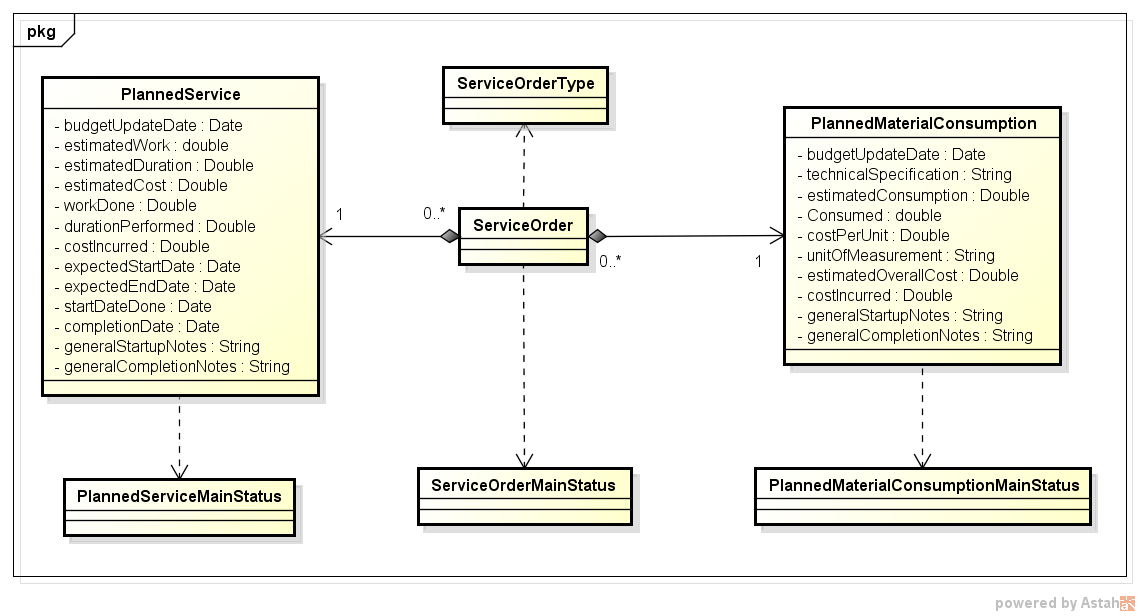 pkg
PlannedService
- budgetUpdateDate : Date
- estimatedWork : double
- estimatedDuration : Double
- estimatedCost : Double
- workDone : Double
- durationPerformed : Double
- costIncurred : Double
- expectedStartDate : Date
- expectedEndDate : Date
- startDateDone : Date
- completionDate : Date
- generalStartupNotes : String
- generalCompletionNotes : String
ServiceOrderType
PlannedMaterialConsumption
- budgetUpdateDate : Date
- technicalSpecification : String
- estimatedConsumption : Double
- Consumed : double
- costPerUnit : Double
- unitOfMeasurement : String
- estimatedOverallCost : Double
- costIncurred : Double
- generalStartupNotes : String
- generalCompletionNotes : String
1
0..*
ServiceOrder
0..*
1
PlannedServiceMainStatus
ServiceOrderMainStatus
PlannedMaterialConsumptionMainStatus
powered by Astah